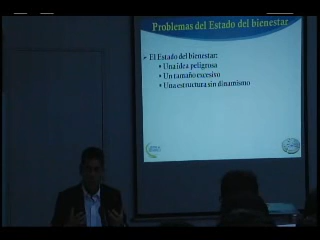 Problemas del Estado del bienestar
➢ El Estado del bienestar:
• Una idea peligrosa
• Un tamaño excesivo
• Una estructura sin dinamismo